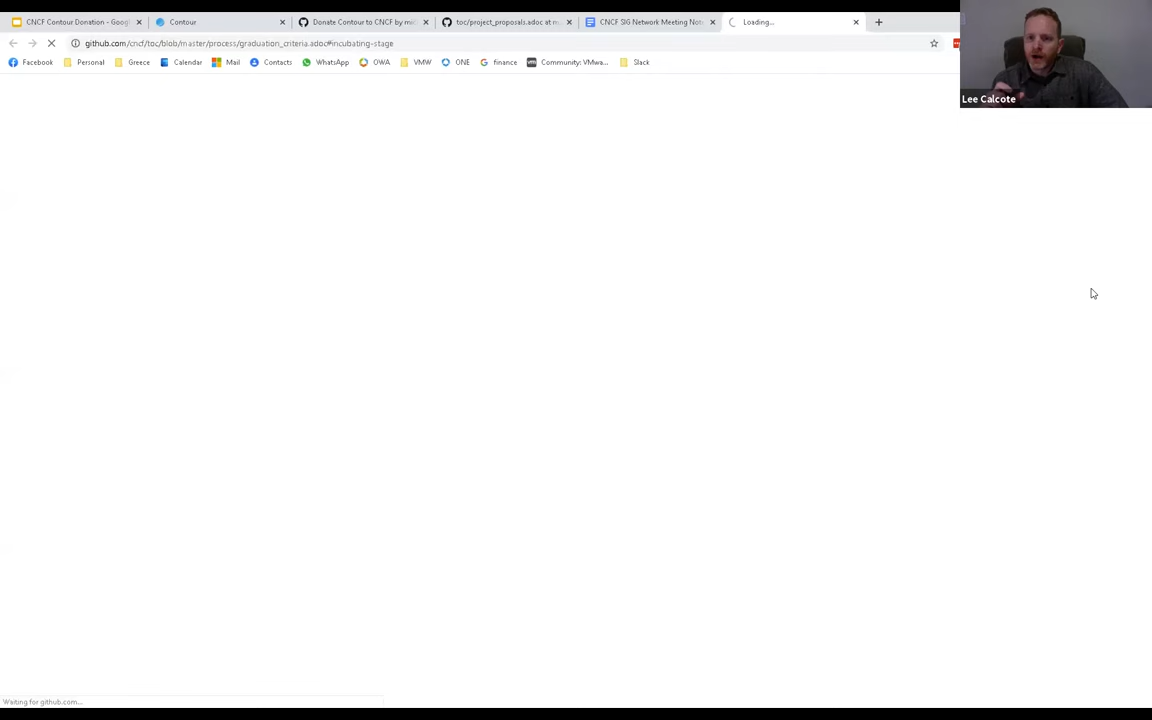 CNCF Contour Donation - Googl
Contour
Donate Contour to CNCF by mic
toc/project_proposals.adoc at m
CNCF SIG Network Meeting Not
Loading...
github.com/cncf/toc/blob/master/process/graduation_criteria.adoc#incubating-stage
Facebook
Personal
Greece
Calendar
Mail
Contacts
WhatsApp
OWA
VMW
ONE
finance
Community: VMwa...
Slack
Lee Calcote
Waiting for github.com...